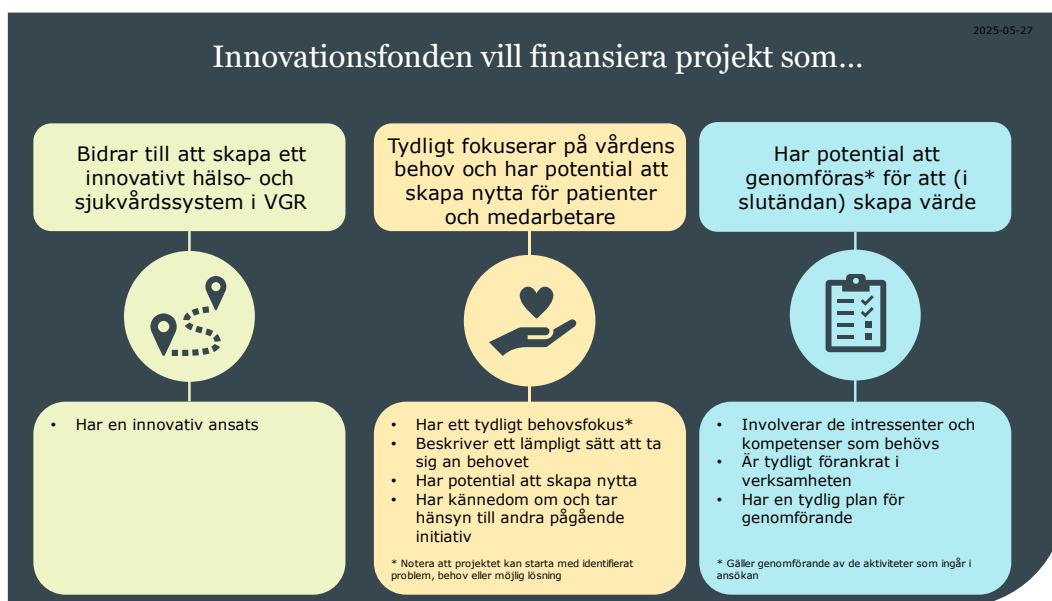 2025-05-27
Innovationsfonden vill finansiera projekt som...
Bidrar till att skapa ett
innovativt hälso- och
sjukvårdssystem i VGR
Tydligt fokuserar på vårdens
behov och har potential att
skapa nytta för patienter
och medarbetare
Har potential att
genomföras* för att (i
slutändan) skapa värde
• Har en innovativ ansats
• Har ett tydligt behovsfokus*
• Beskriver ett lämpligt sätt att ta
sig an behovet
• Har potential att skapa nytta
• Har kännedom om och tar
hänsyn till andra pågående
initiativ
* Notera att projektet kan starta med identifierat
problem, behov eller möjlig lösning
• Involverar de intressenter och
kompetenser som behövs
• Är tydligt förankrat i
verksamheten
• Har en tydlig plan för
genomförande
* Gäller genomförande av de aktiviteter som ingår i
ansökan